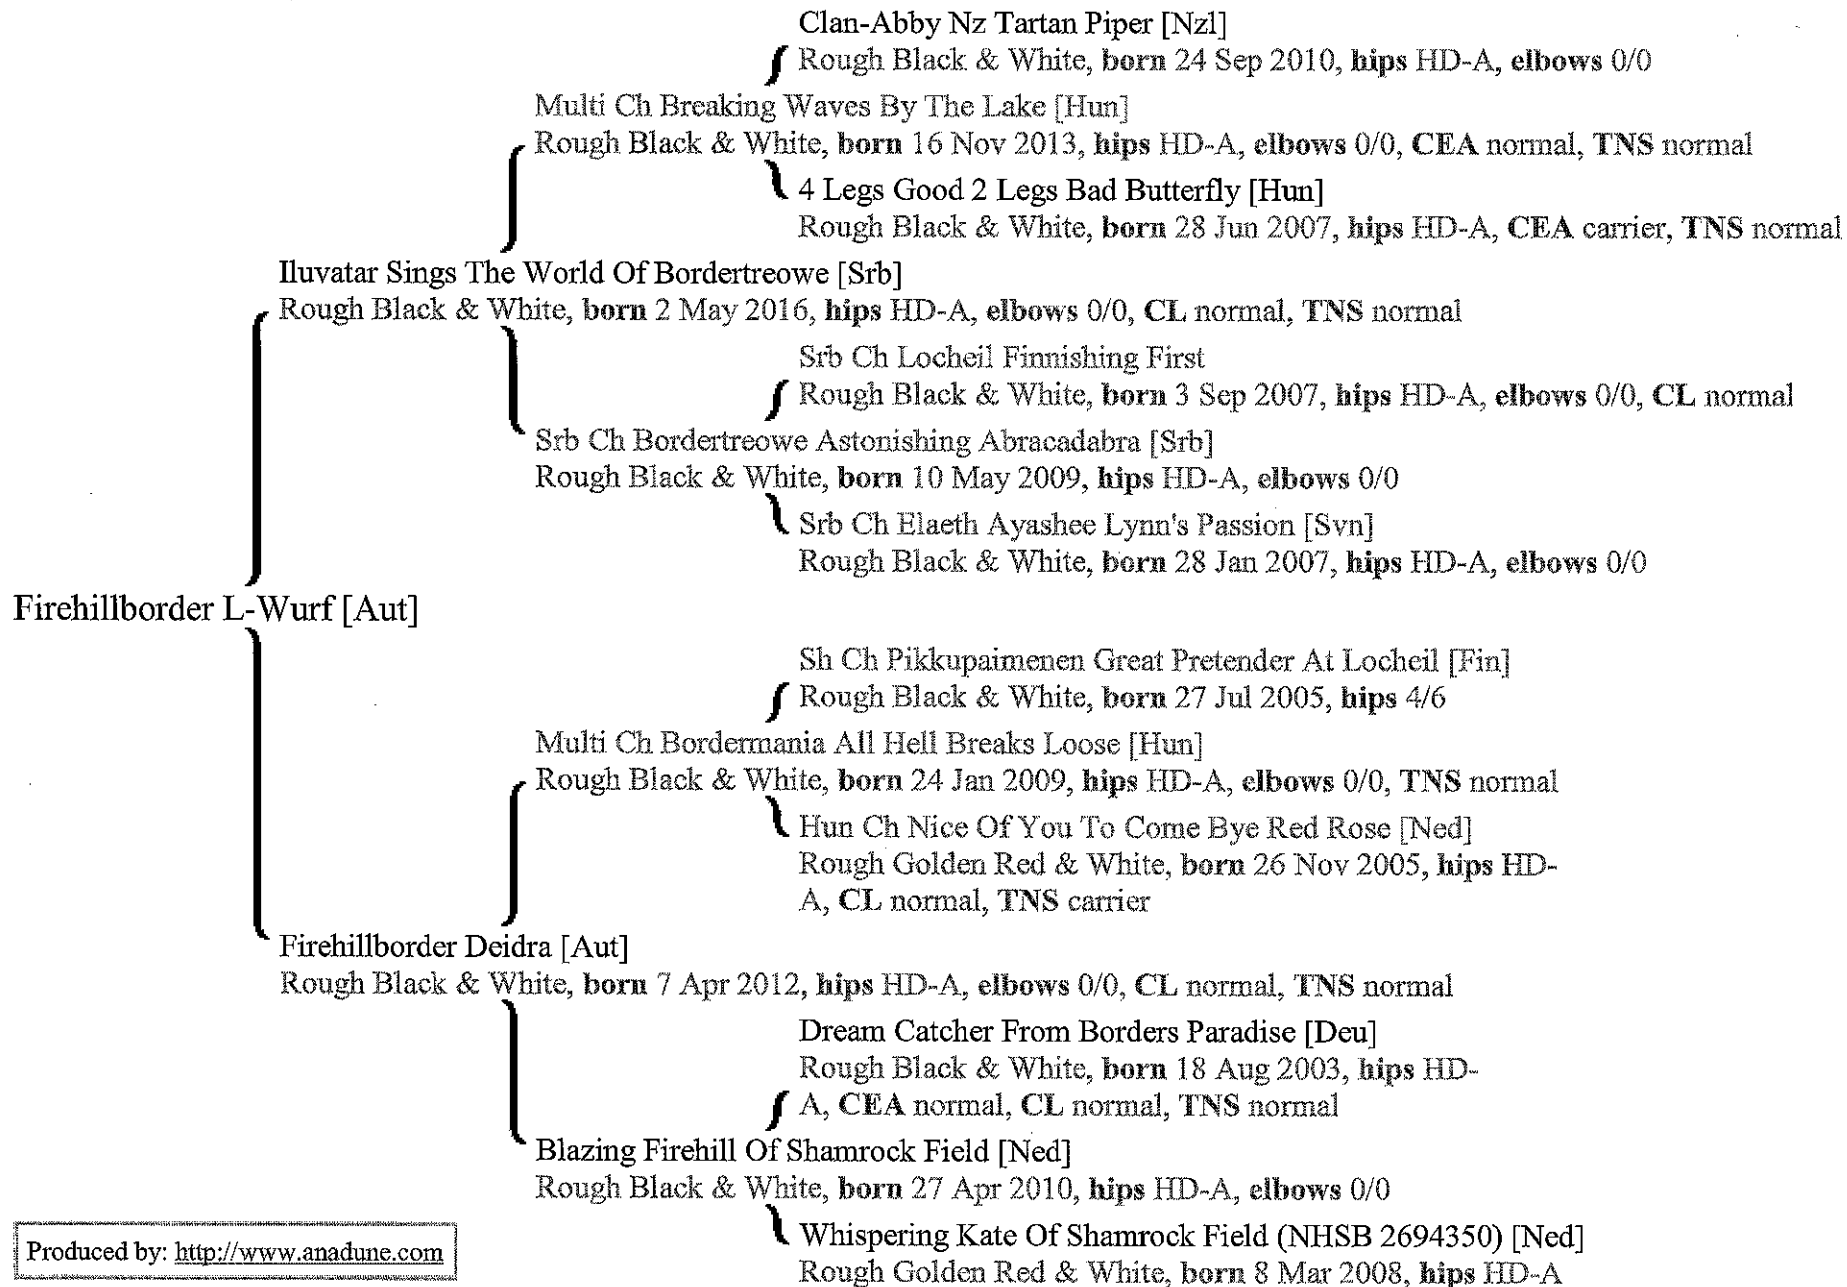 Clan-Abby Nz Tartan Piper [Nzl]
Rough Black & White, born 24 Sep 2010, hips HD-A, elbows 0/0
Multi Ch Breaking Waves By The Lake [Hun]
Rough Black & White, born 16 Nov 2013, hips HD-A, elbows 0/0, CEA normal, TNS normal
4 Legs Good 2 Legs Bad Butterfly [Hun]
Rough Black & White, born 28 Jun 2007, hips HD-A, CEA carrier, TNS normal
Iluvatar Sings The World Of Bordertreowe [Srb]
Rough Black & White, born 2 May 2016, hips HD-A, elbows 0/0, CL normal, TNS normal
Srb Ch Locheil Finnishing First
Rough Black & White, born 3 Sep 2007, hips HD-A, elbows 0/0, CL normal
Srb Ch Bordertreowe Astonishing Abracadabra [Srb]
Rough Black & White, born 10 May 2009, hips HD-A, elbows 0/0
Srb Ch Elaeth Ayashee Lynn's Passion [Svn]
Rough Black & White, born 28 Jan 2007, hips HD-A, elbows 0/0
Firehillborder L-Wurf [Aut]
Sh Ch Pikkupaimenen Great Pretender At Locheil [Fin]
Rough Black & White, born 27 Jul 2005, hips 4/6
Multi Ch Bordermania All Hell Breaks Loose [Hun]
Rough Black & White, born 24 Jan 2009, hips HD-A, elbows 0/0, TNS normal
Hun Ch Nice Of You To Come Bye Red Rose [Ned]
Rough Golden Red & White, born 26 Nov 2005, hips HD-
A, CL normal, TNS carrier
Firehillborder Deidra [Aut]
Rough Black & White, born 7 Apr 2012, hips HD-A, elbows 0/0, CL normal, TNS normal
Dream Catcher From Borders Paradise [Deu]
Rough Black & White, born 18 Aug 2003, hips HD-
A, CEA normal, CL normal, TNS normal
Blazing Firehill Of Shamrock Field [Ned]
Rough Black & White, born 27 Apr 2010, hips HD-A, elbows 0/0
Whispering Kate Of Shamrock Field (NHSB 2694350) [Ned]
Rough Golden Red & White, born 8 Mar 2008, hips HD-A
Produced by: http://www.anadune.com